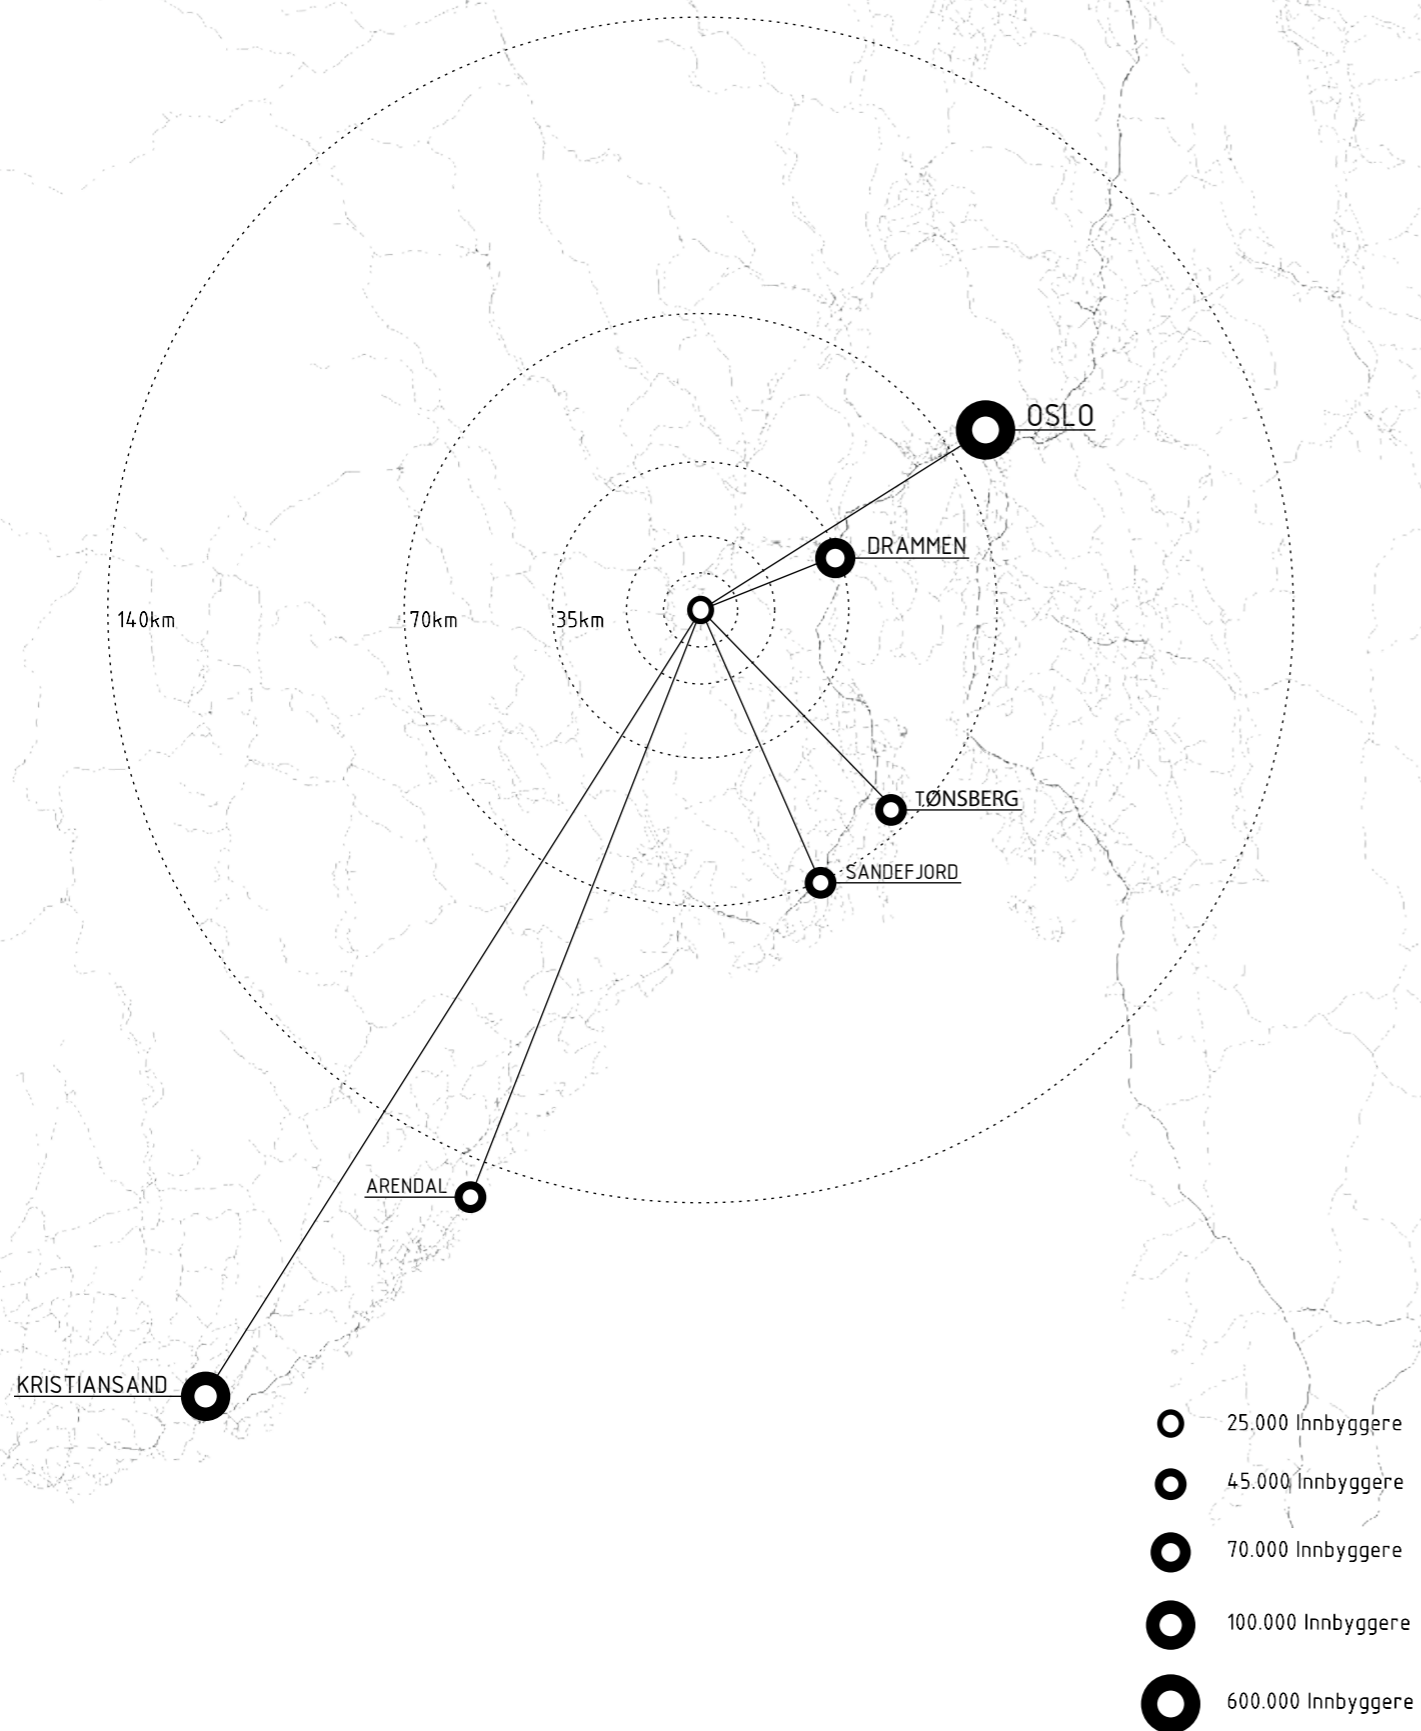 OSLO
DRAMMEN
140km
70km
35km
TØNSBERG
SANDEFJORD
ARENDAL
KRISTIANSAND
25.000 Innbyggere
45.000 Innbyggere
70.000 Innbyggere
100.000 Innbyggere
600.000 Innbyggere